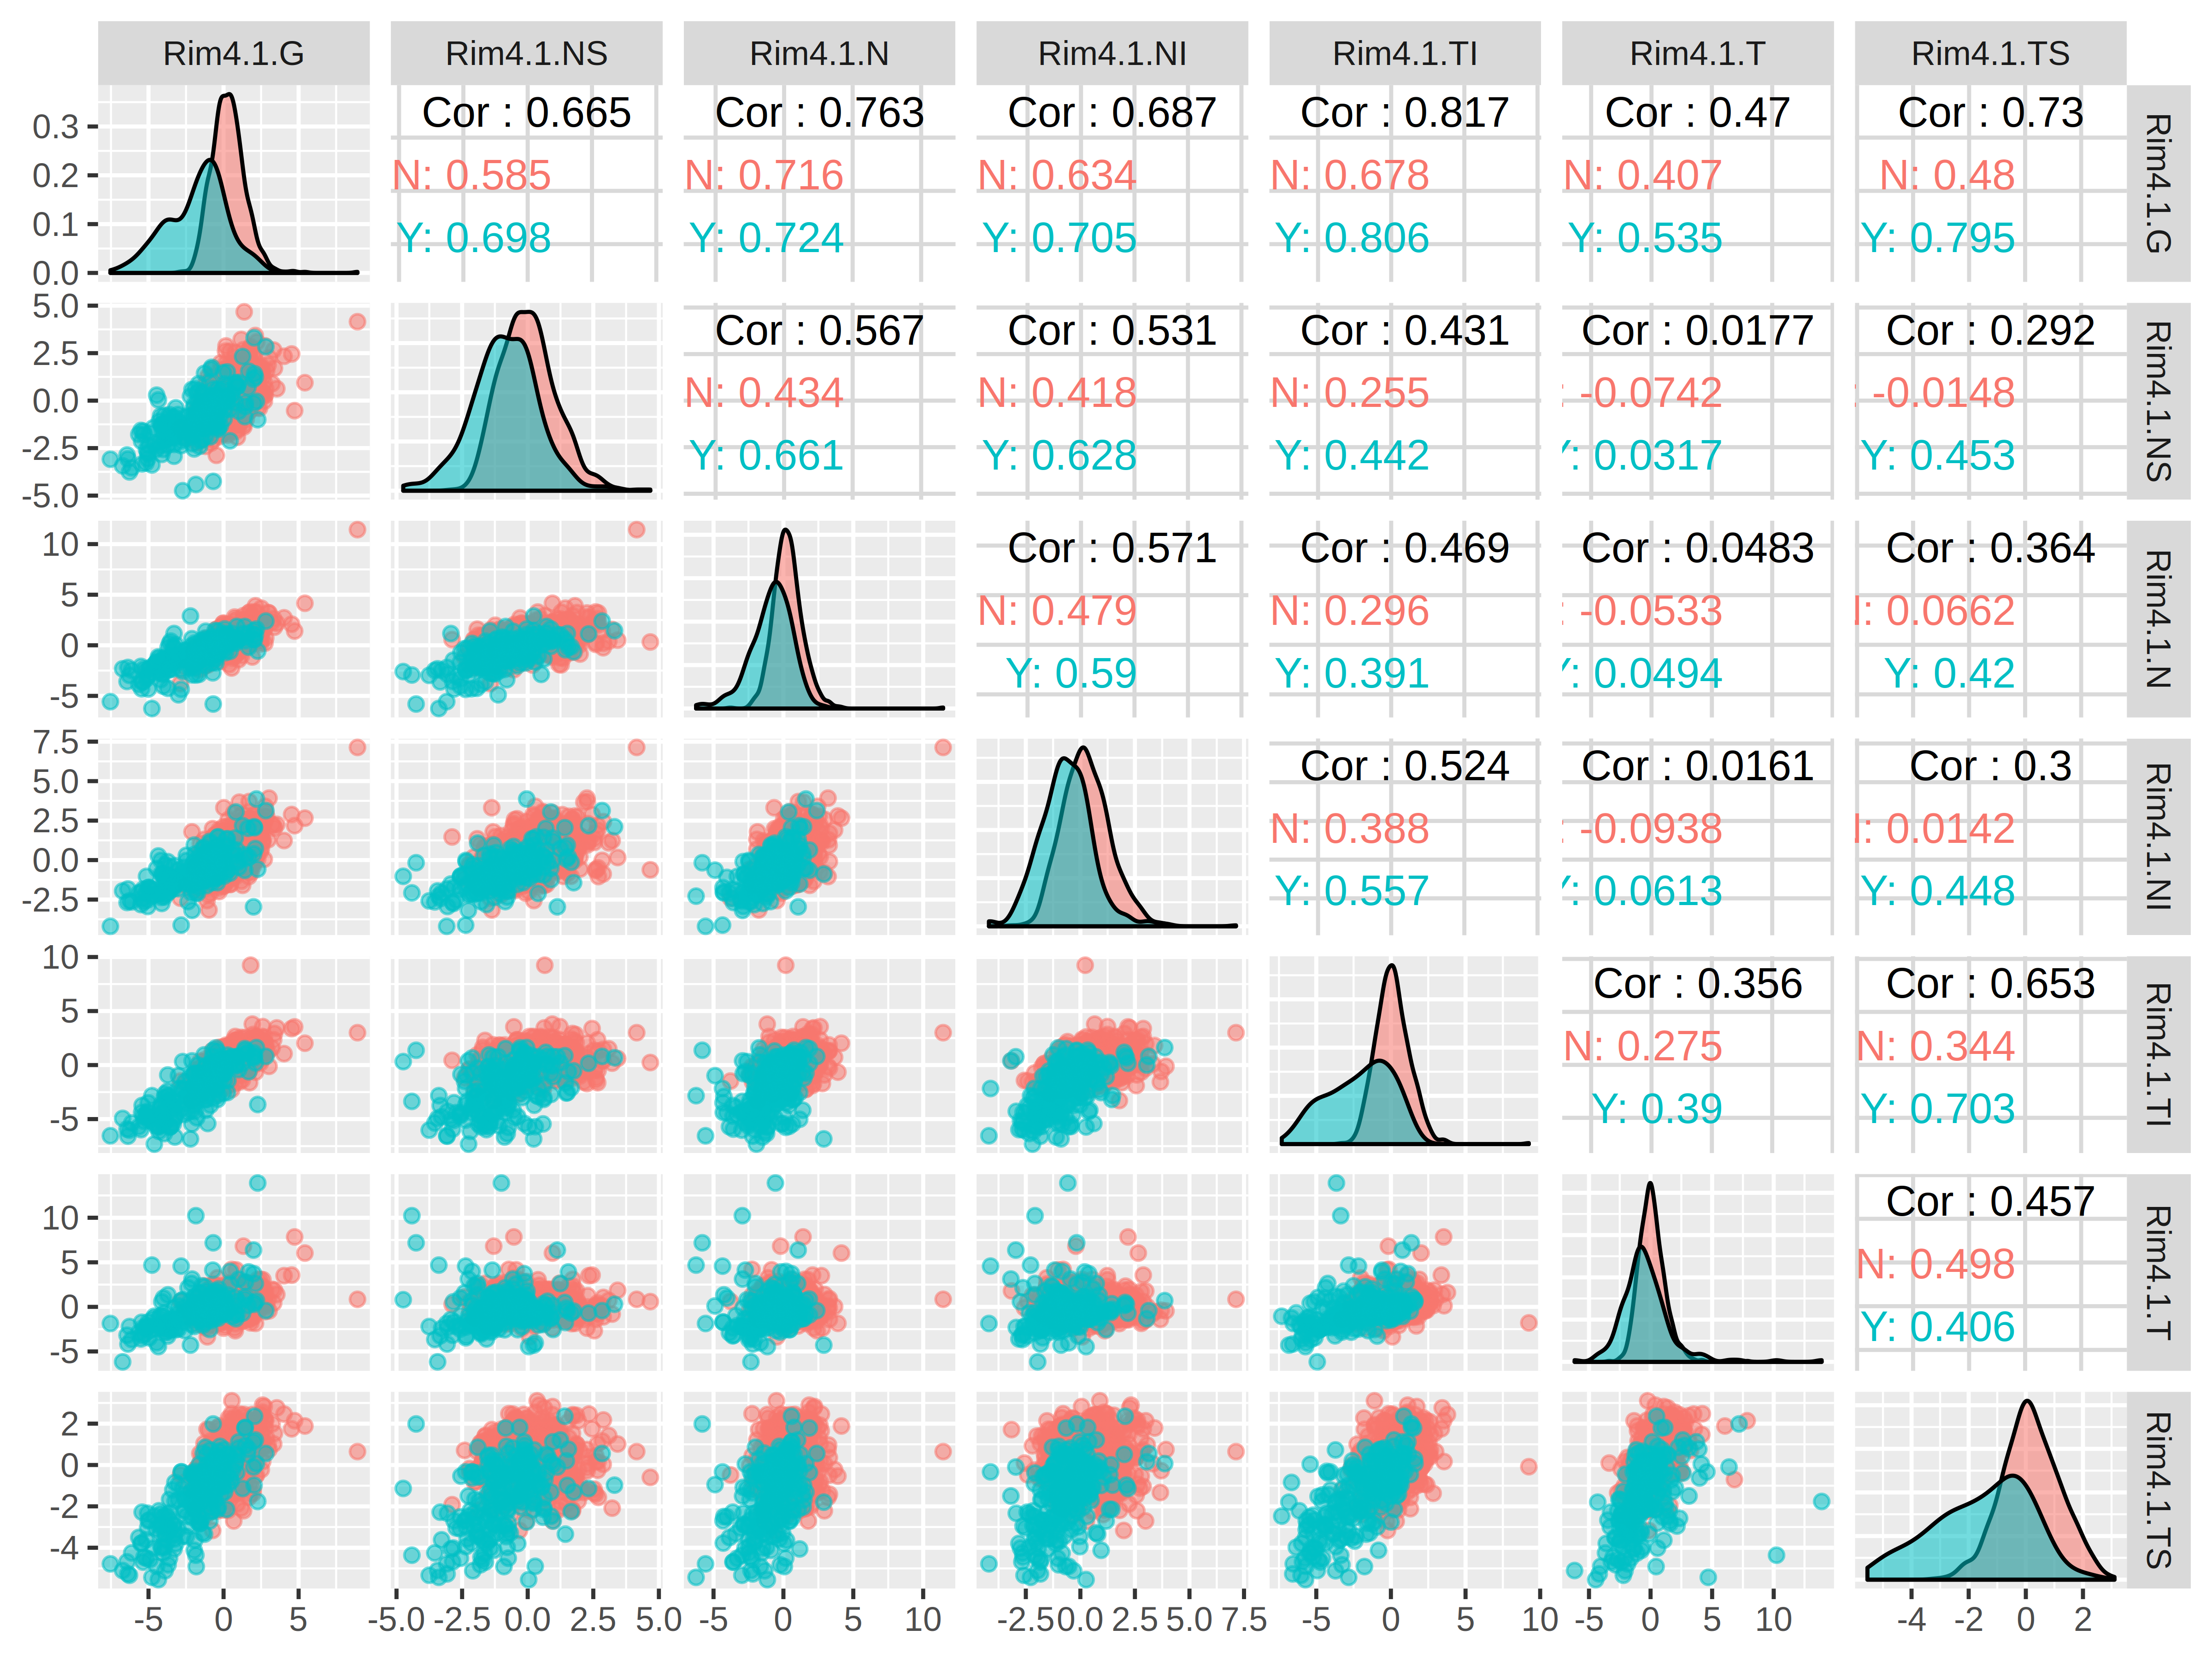 Rim4.1.G Rim4.1.NS Rim4.1.N Rim4.1.NI Rim4.1.TI Rim4.1.T Rim4.1.TS
0.3
0.2
0.1
0.0
Cor : 0.665 Cor : 0.763 Cor : 0.687 Cor : 0.817 Cor : 0.47 Cor : 0.73
N: 0.585 N: 0.716 N: 0.634 N: 0.678 N: 0.407 N: 0.48
Y: 0.698 Y: 0.724 Y: 0.705 Y: 0.806 Y: 0.535 Y: 0.795
Rim4.1.G
5.0
2.5
0.0
-2.5
-5.0
Cor : 0.567 Cor : 0.531 Cor : 0.431 Cor : 0.0177 Cor : 0.292
N: 0.434 N: 0.418 N: 0.255 : -0.0742 : -0.0148
Y: 0.661 Y: 0.628 Y: 0.442 Y: 0.0317 Y: 0.453
Rim4.1.NS
10
5
0
-5
Cor : 0.571 Cor : 0.469 Cor : 0.0483 Cor : 0.364
N: 0.479 N: 0.296 : -0.0533 N: 0.0662
Y: 0.59 Y: 0.391 Y: 0.0494 Y: 0.42
Rim4.1.N
7.5
5.0
2.5
0.0
-2.5
Cor : 0.524 Cor : 0.0161 Cor : 0.3
N: 0.388 : -0.0938 N: 0.0142
Y: 0.557 Y: 0.0613 Y: 0.448
Rim4.1.NI
10
5
0
-5
Cor : 0.356 Cor : 0.653
N: 0.275 N: 0.344
Y: 0.39 Y: 0.703
Rim4.1.TI
10
5
0
-5
Cor : 0.457
N: 0.498
Y: 0.406
Rim4.1.T
2
0
-2
-4
Rim4.1.TS
-5 0 5 -5.0 -2.5 0.0 2.5 5.0 -5 0 5 10 -2.5 0.0 2.5 5.0 7.5 -5 0 5 10 -5 0 5 10 -4 -2 0 2